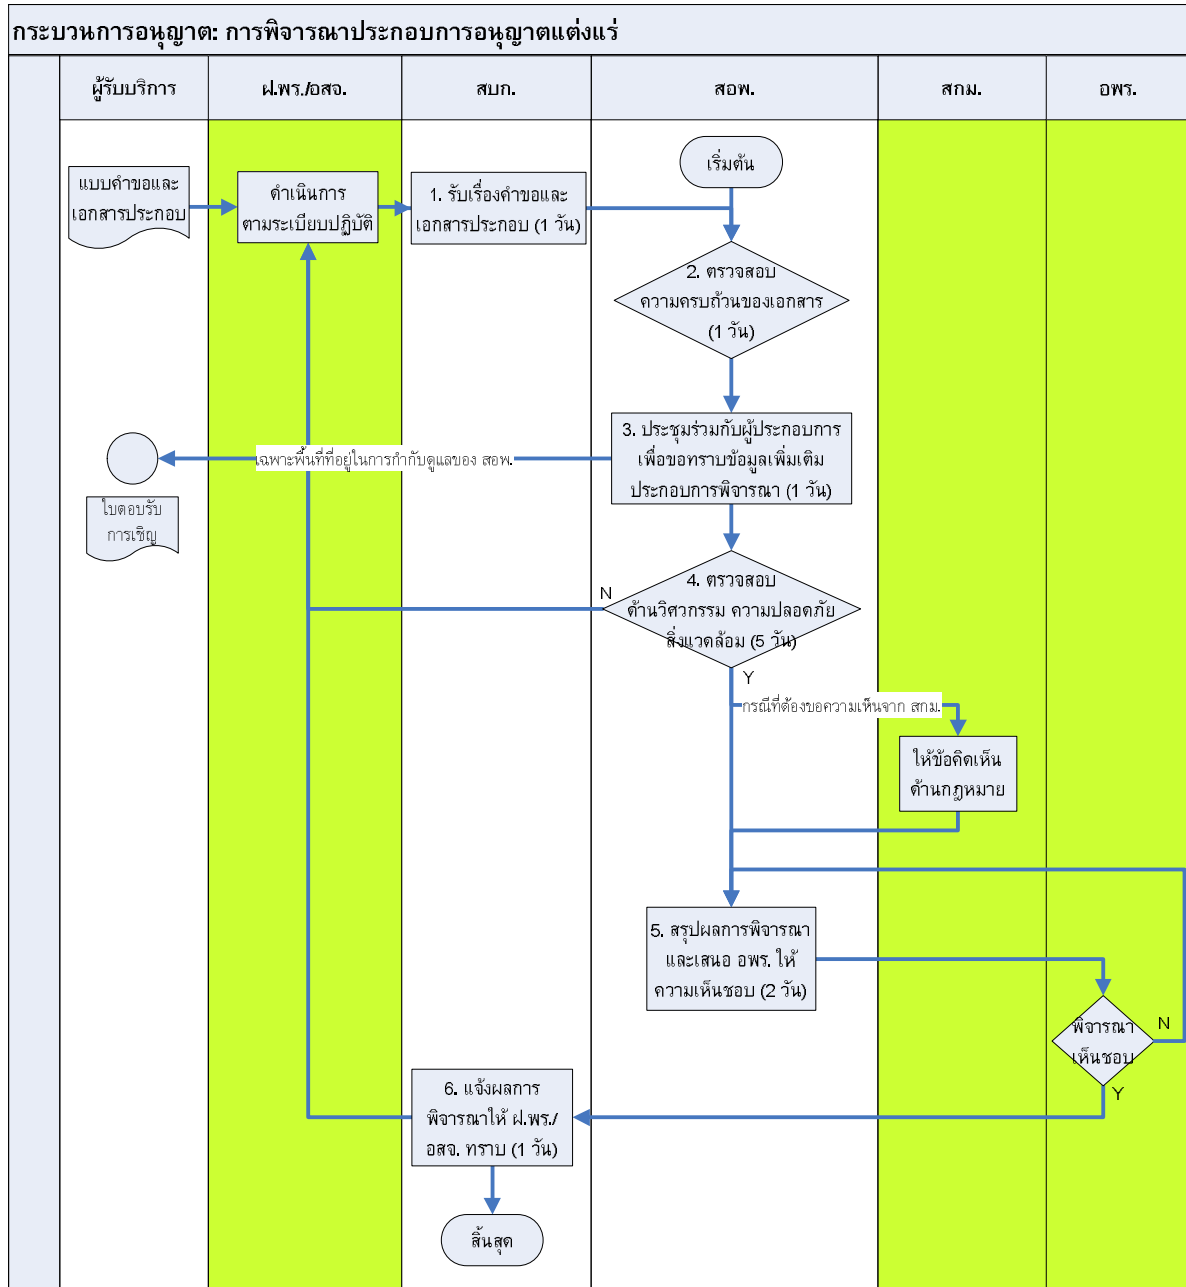 กระบวนการอนุญาต: การพิจารณาประกอบการอนุญาตแต่งแร่
ผู้รับบริการ
ฝ.พร./อสจ.
สบก.
สอพ.
สกม.
อพร.
เริ่มต้น
แบบคำขอและ
เอกสารประกอบ
ดำเนินการ
ตามระเบียบปฏิบัติ
1. รับเรื่องคำขอและ
เอกสารประกอบ (1 วัน)
2. ตรวจสอบ
ความครบถ้วนของเอกสาร
(1 วัน)
3. ประชุมร่วมกับผู้ประกอบการ
เพื่อขอทราบข้อมูลเพิ่มเติม
ประกอบการพิจารณา (1 วัน)
เฉพาะพื้นที่ที่อยู่ในการกำกับดูแลของ สอพ.
ใบตอบรับ
การเชิญ
4. ตรวจสอบ
ด้านวิศวกรรม ความปลอดภัย
สิ่งแวดล้อม (5 วัน)
N
Y
กรณีที่ต้องขอความเห็นจาก สกม.
ให้ข้อคิดเห็น
ด้านกฎหมาย
5. สรุปผลการพิจารณา
และเสนอ อพร. ให้
ความเห็นชอบ (2 วัน)
พิจารณา
เห็นชอบ
N
Y
6. แจ้งผลการ
พิจารณาให้ ฝ.พร./
อสจ. ทราบ (1 วัน)
สิ้นสุด